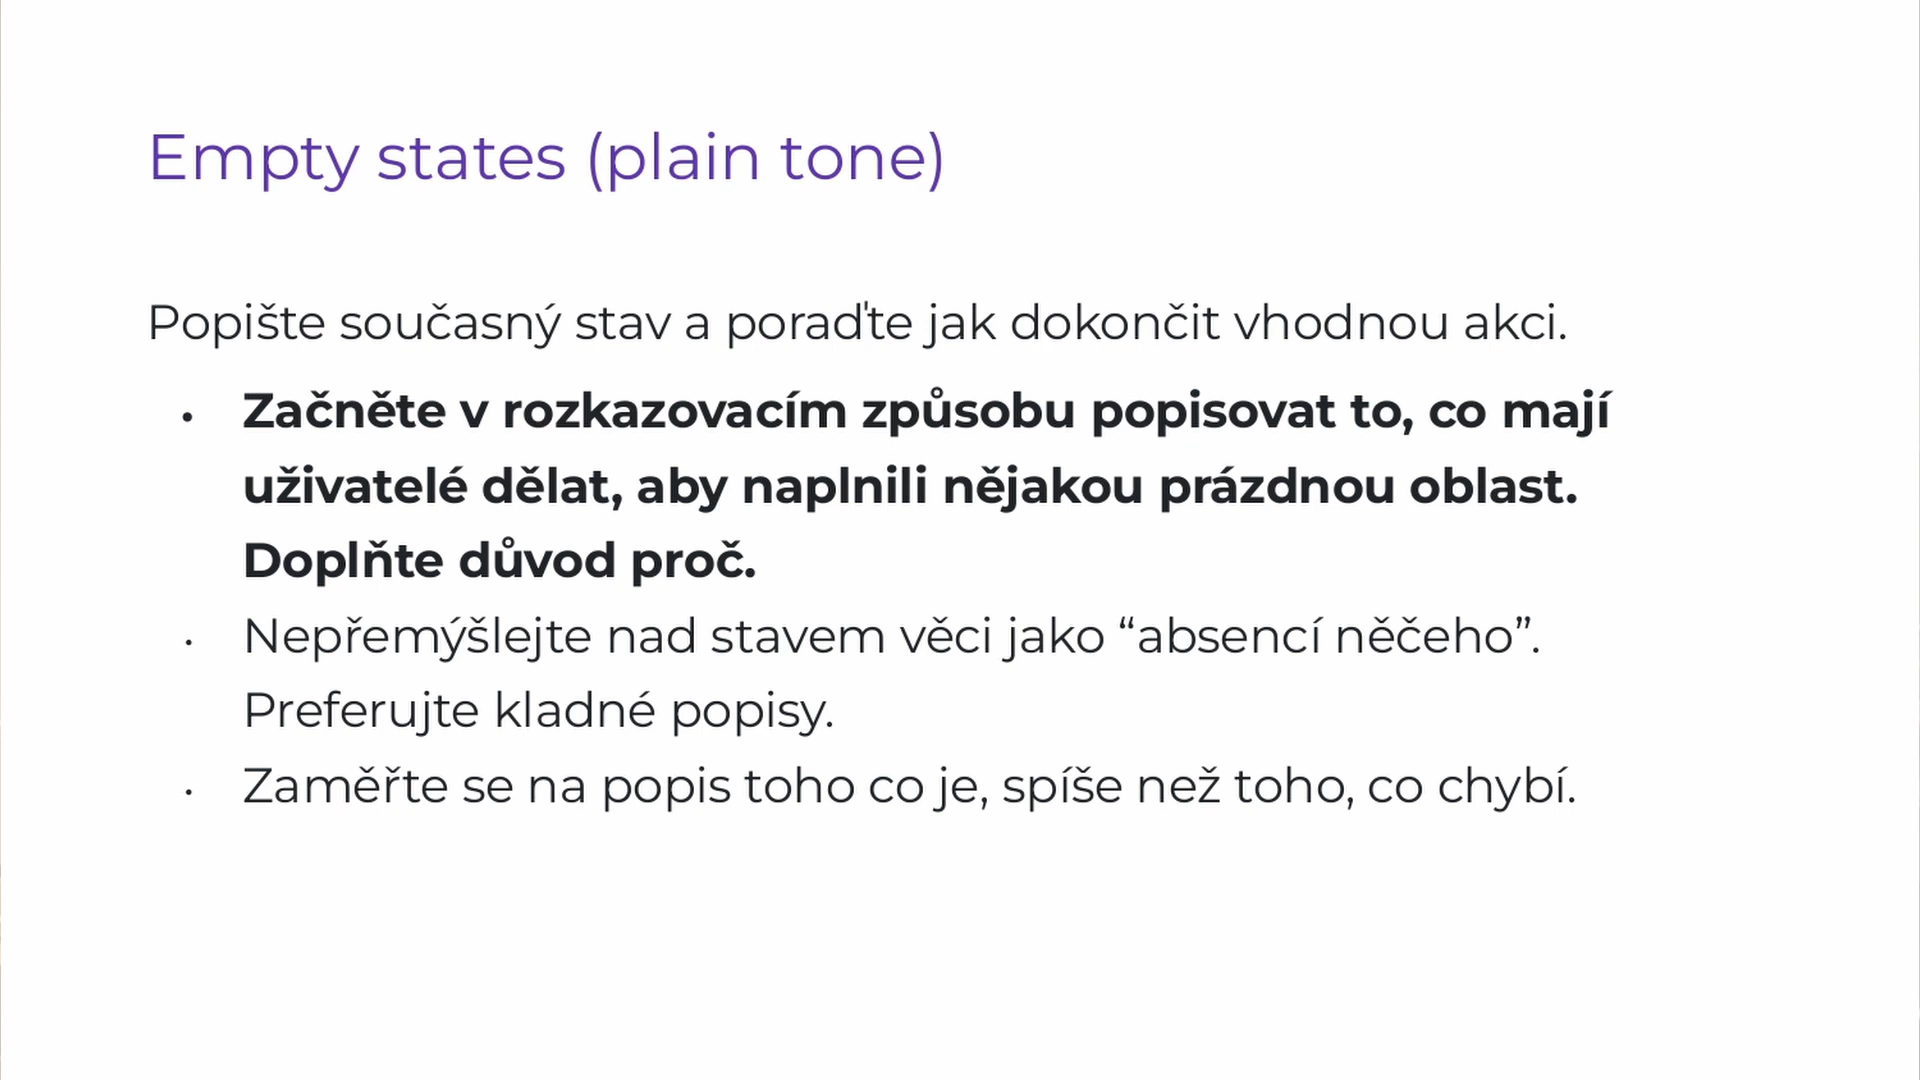 Empty states (plain tone)
Popište současný stav a poraďte jak dokončit vhodnou akci.
• Začněte v rozkazovacím způsobu popisovat to, co mají
uživatelé dělat, aby naplnili nějakou prázdnou oblast.
Doplňte důvod proč.
• Nepřemýšlejte nad stavem věci jako “absencí něčeho”.
Preferujte kladné popisy.
• Zaměřte se na popis toho co je, spíše než toho, co chybí.